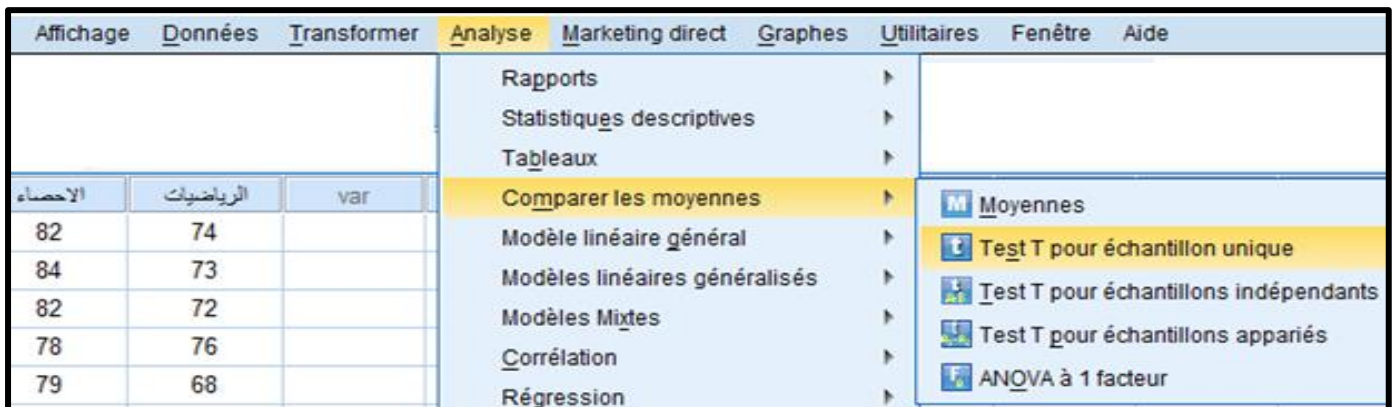 Affichage Données Transformer Analyse Marketing direct Graphes Utilitaires Fenêtre Aide
Rapports
Statistiques descriptives
Tableaux
الاحصاء الرياضيات var Comparer les moyennes
M Moyennes
82 74 Modèle linéaire général
t Test T pour échantillon unique
84 73 Modèles linéaires généralisés
Test T pour échantillons indépendants
82 72 Modèles Mixtes
Test T pour échantillons appariés
78 76 Corrélation
ANOVA à 1 facteur
79 68 Régression